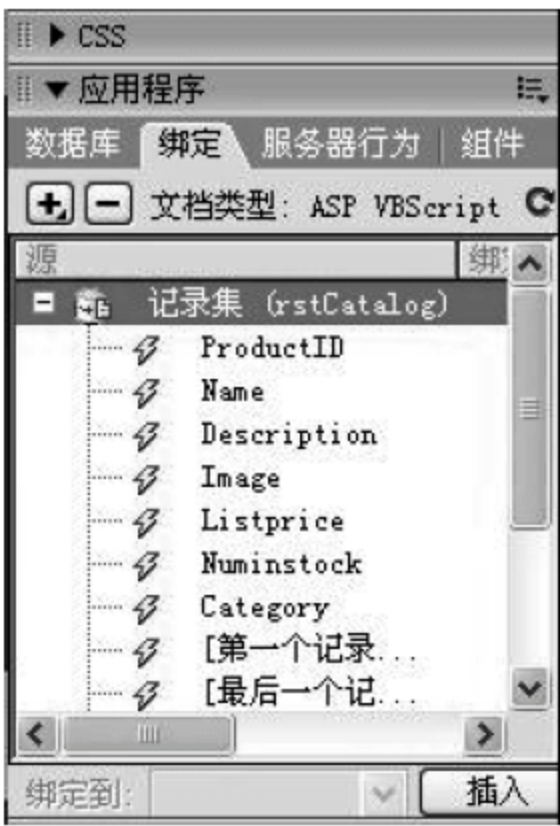 CSS
应用程序
数据库 绑定 服务器行为 组件
文档类型: ASP VBScript
源 绑
记录集 (rstCatalog)
ProductID
Name
Description
Image
Listprice
Numinstock
Category
[第一个记录...
[最后一个记...
绑定到: 插入